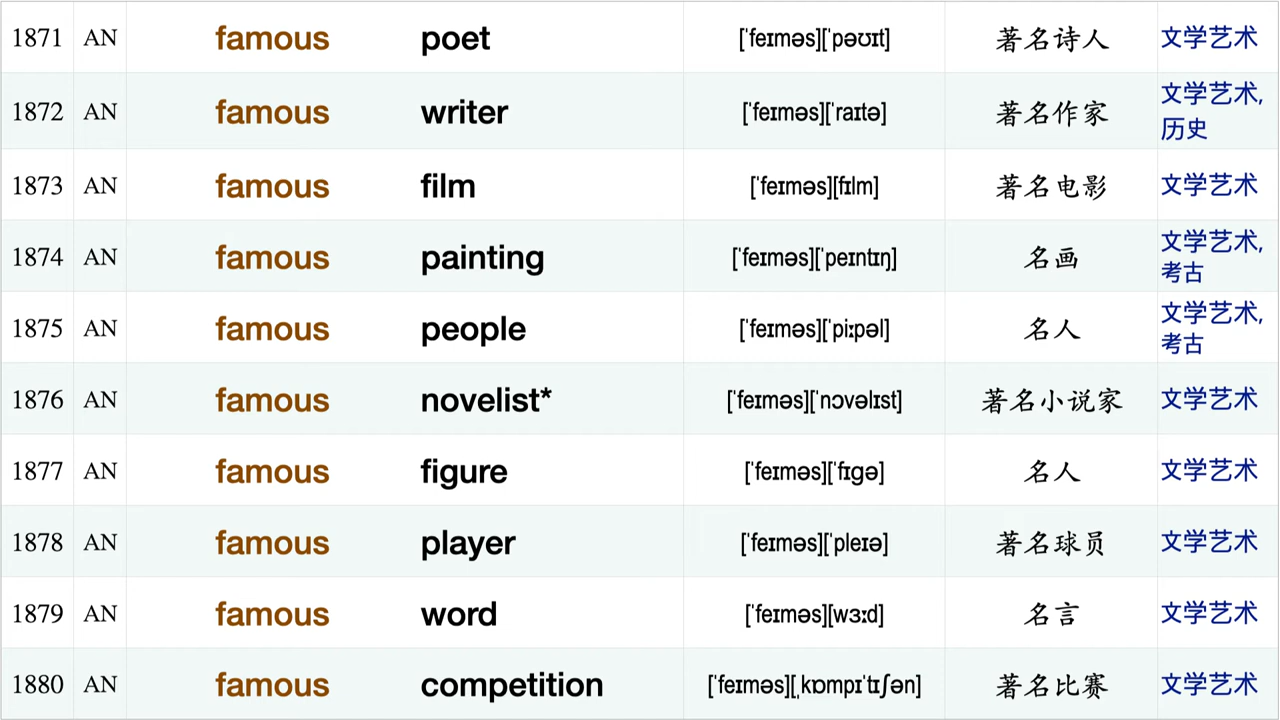 1871 AN famous poet [ˈfeɪməs][ˈpəʊɪt] 著名诗人 文学艺术
1872 AN famous writer [ˈfeɪməs][ˈraɪtə] 著名作家 文学艺术,
历史
1873 AN famous film [ˈfeɪməs][fɪlm] 著名电影 文学艺术
1874 AN famous painting [ˈfeɪməs][ˈpeɪntɪŋ] 名画 文学艺术,
考古
1875 AN famous people [ˈfeɪməs][ˈpiːpəl] 名人 文学艺术,
考古
1876 AN famous novelist* [ˈfeɪməs][ˈnɔvəlɪst] 著名小说家 文学艺术
1877 AN famous figure [ˈfeɪməs][ˈfɪgə] 名人 文学艺术
1878 AN famous player [ˈfeɪməs][ˈpleɪə] 著名球员 文学艺术
1879 AN famous word [ˈfeɪməs][wɜːd] 名言 文学艺术
1880 AN famous competition [ˈfeɪməs][ˌkɒmpɪˈtɪʃən] 著名比赛 文学艺术